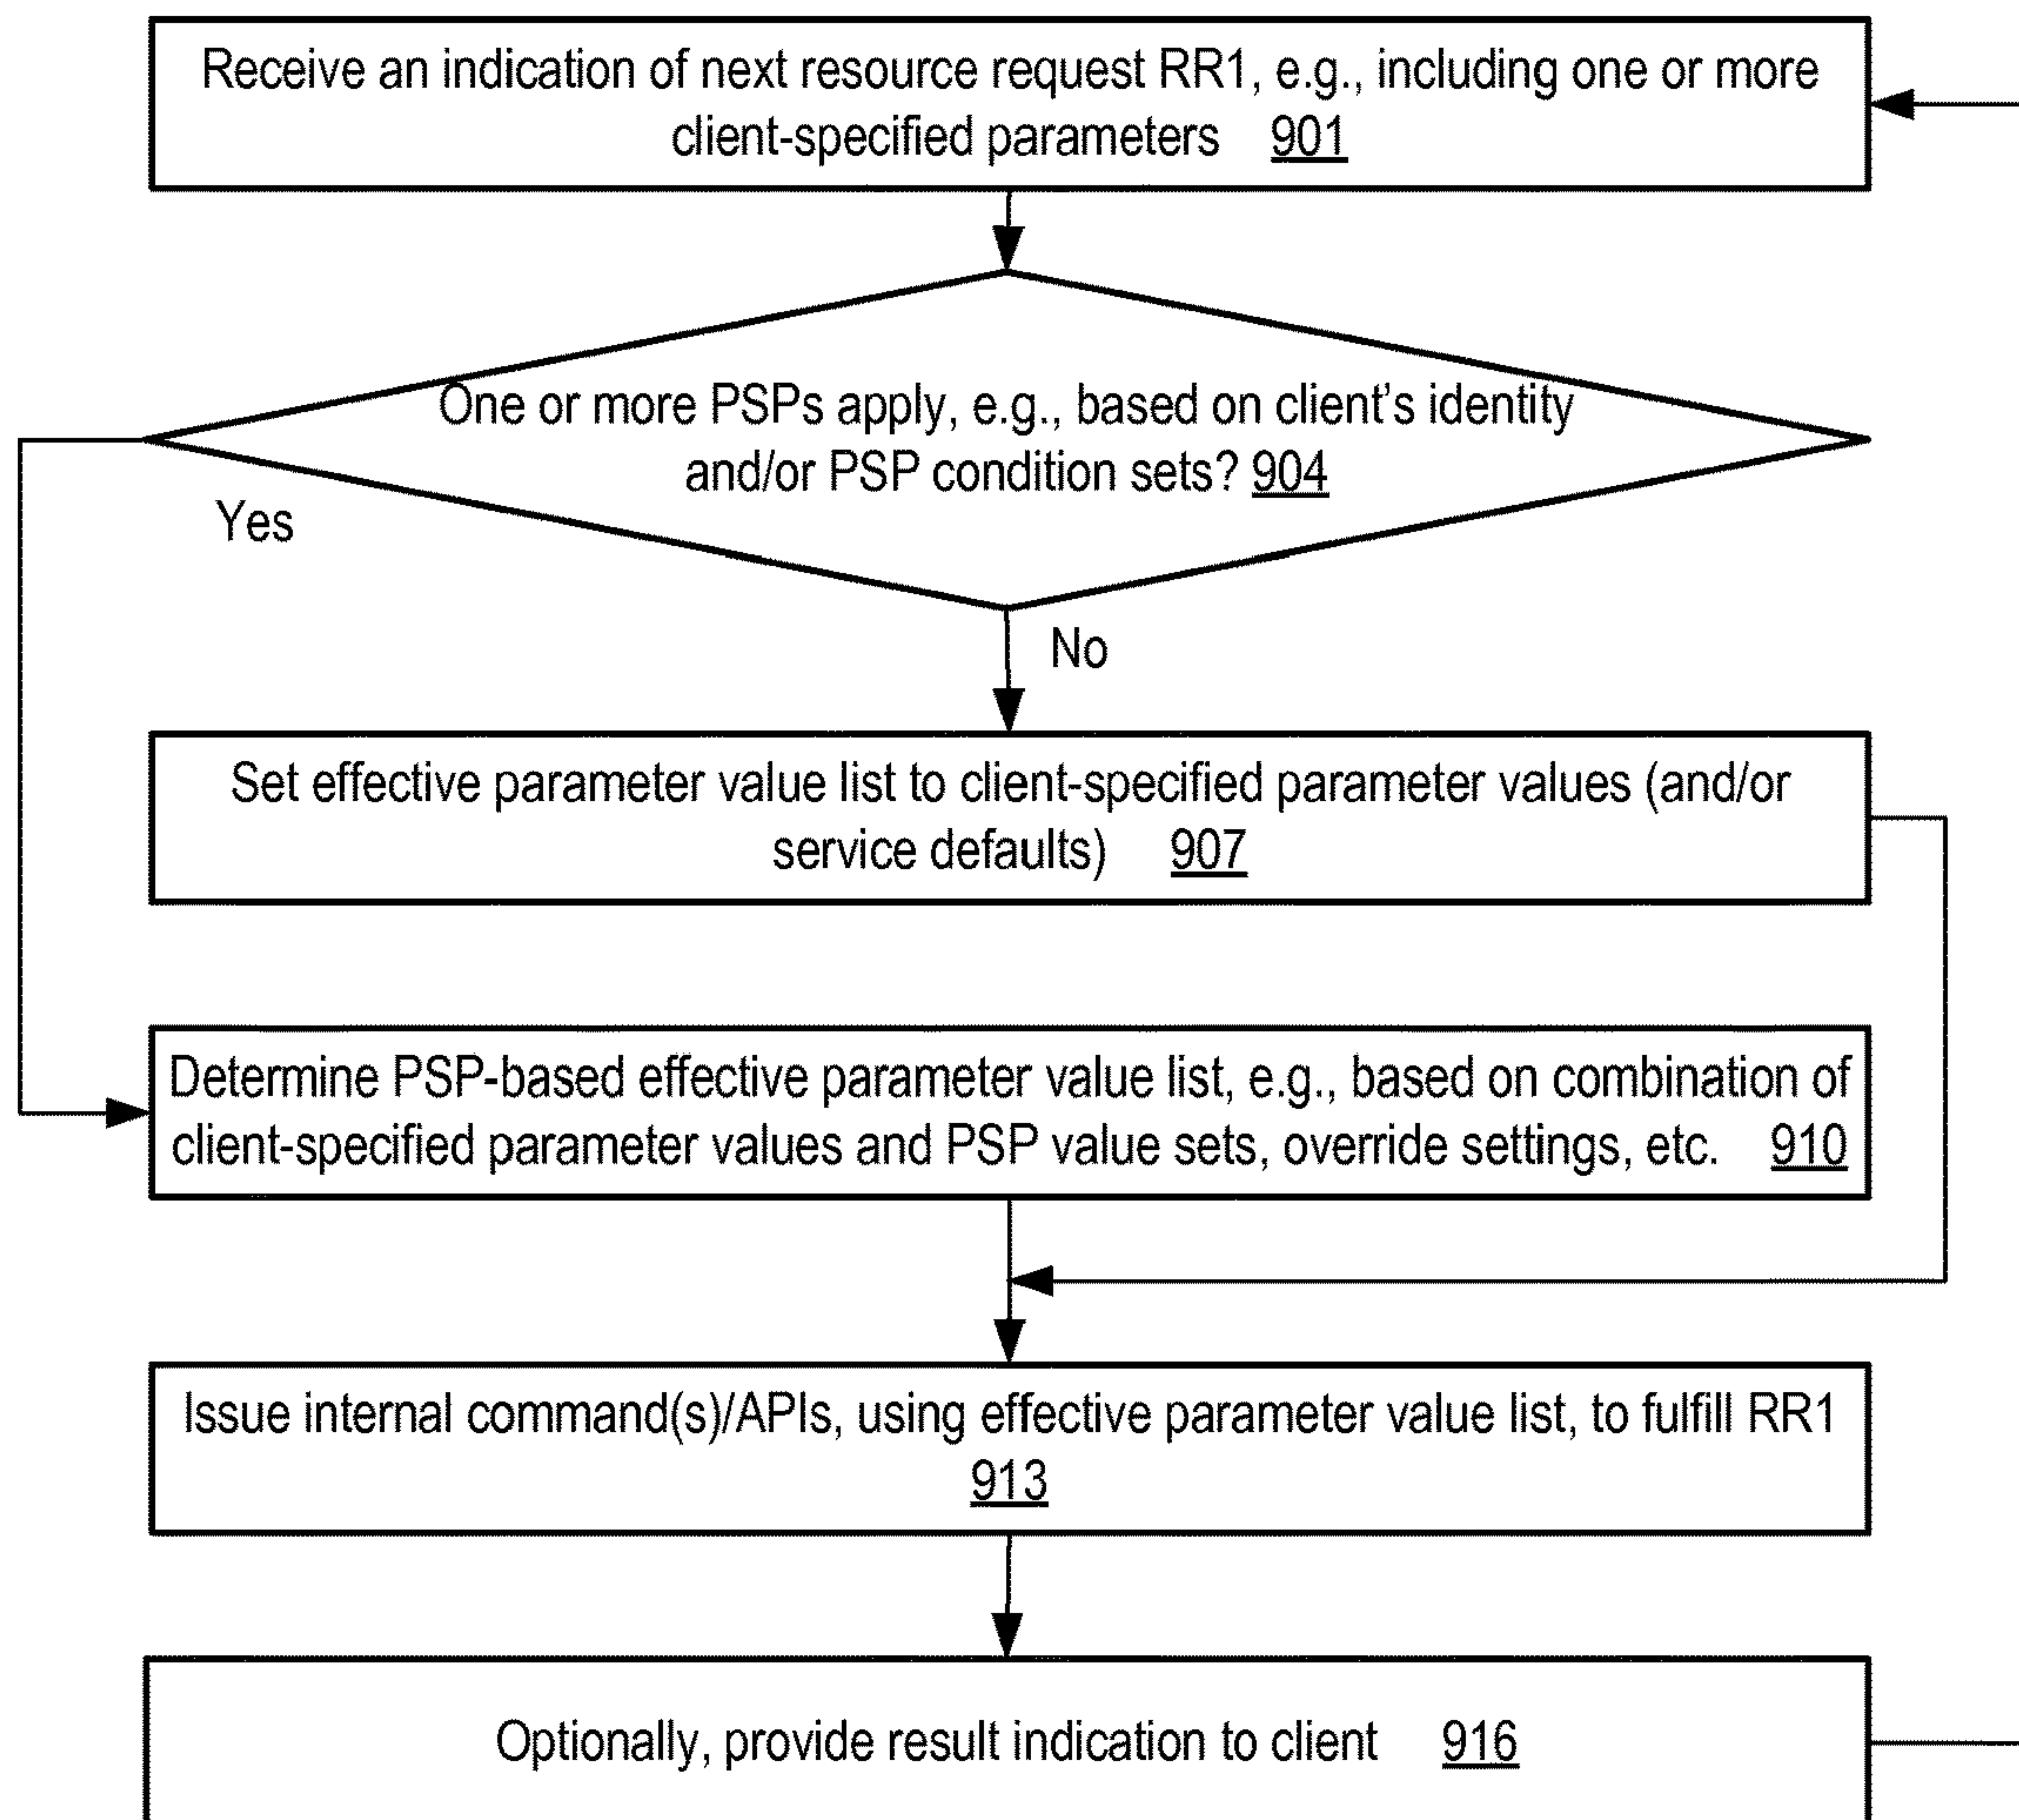 Receive an indication of next resource request RR1, e.g., including one or more
client-specified parameters 901
One or more PSPs apply, e.g., based on client’s identity
and/or PSP condition sets? 904
Yes
No
Set effective parameter value list to client-specified parameter values (and/or
service defaults) 907
Determine PSP-based effective parameter value list, e.g., based on combination of
client-specified parameter values and PSP value sets, override settings, etc. 910
Issue internal command(s)/APIs, using effective parameter value list, to fulfill RR1
913
Optionally, provide result indication to client 916